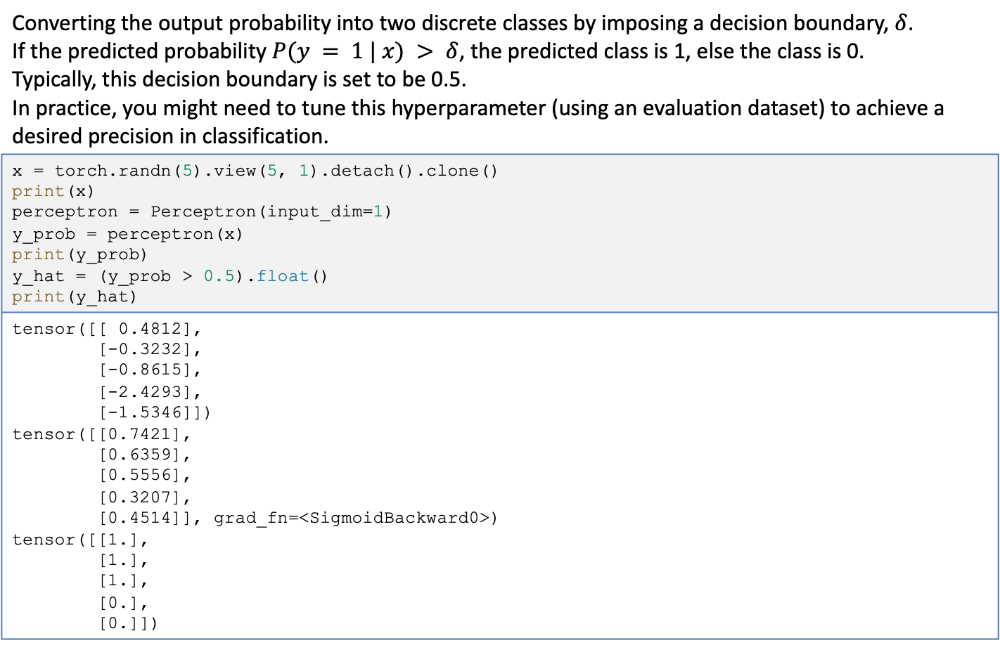 Converting the output probability into two discrete classes by imposing a decision boundary, δ.
If the predicted probability P(y = 1 | x) > δ, the predicted class is 1, else the class is 0.
Typically, this decision boundary is set to be 0.5.
In practice, you might need to tune this hyperparameter (using an evaluation dataset) to achieve a
desired precision in classification.
x = torch.randn(5).view(5, 1).detach().clone()
print(x)
perceptron = Perceptron(input_dim=1)
y_prob = perceptron(x)
print(y_prob)
y_hat = (y_prob > 0.5).float()
print(y_hat)
tensor([[ 0.4812],
        [-0.3232],
        [-0.8615],
        [-2.4293],
        [-1.5346]])
tensor([[0.7421],
        [0.6359],
        [0.5556],
        [0.3207],
        [0.4514]], grad_fn=<SigmoidBackward0>)
tensor([[1.],
        [1.],
        [1.],
        [0.],
        [0.]])